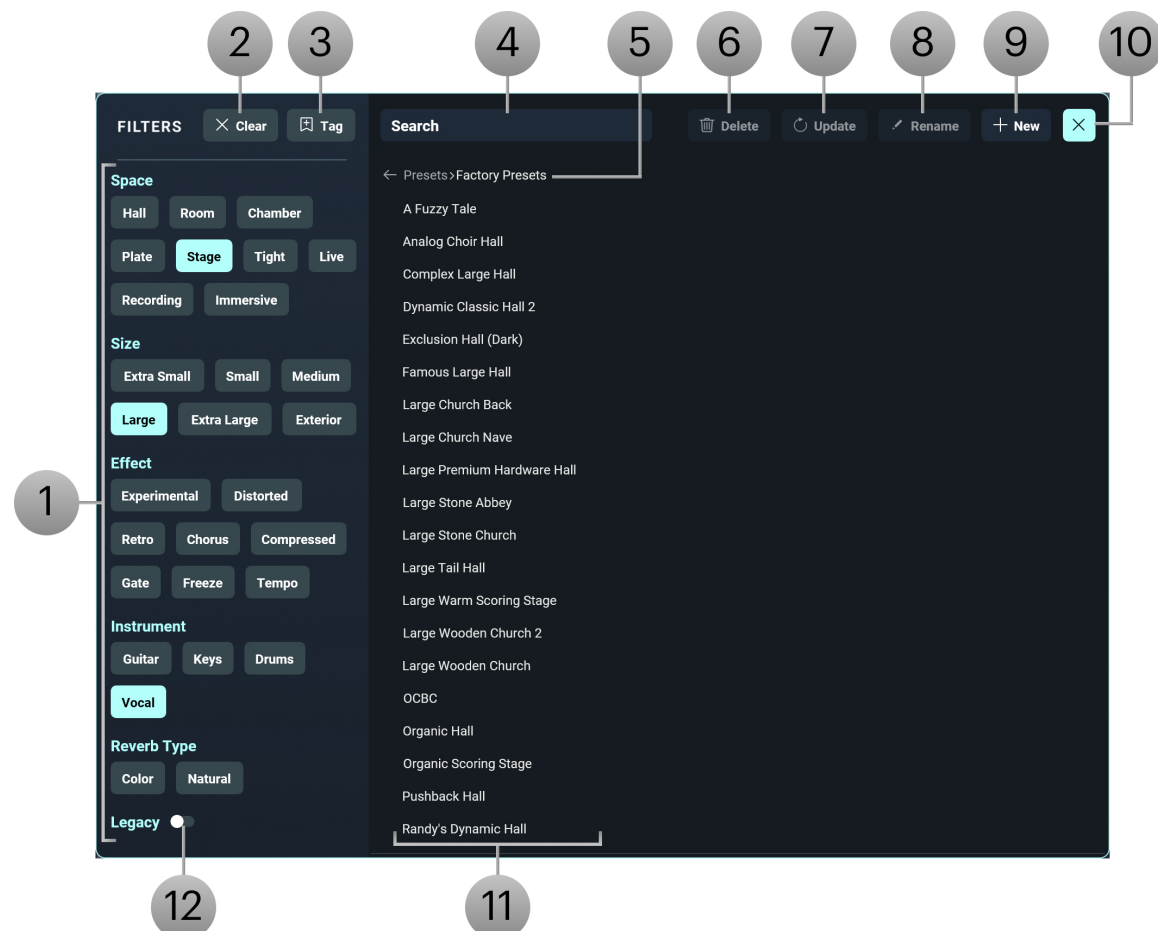 2 3 4 5 6 7 8 9 10
FILTERS Clear Tag Search Delete Update Rename New
Space
Hall Room Chamber
Plate Stage Tight Live
Recording Immersive
Size
Extra Small Small Medium
Large Extra Large Exterior
Effect
Experimental Distorted
Retro Chorus Compressed
Gate Freeze Tempo
Instrument
Guitar Keys Drums
Vocal
Reverb Type
Color Natural
Legacy
1
Presets›Factory Presets
A Fuzzy Tale
Analog Choir Hall
Complex Large Hall
Dynamic Classic Hall 2
Exclusion Hall (Dark)
Famous Large Hall
Large Church Back
Large Church Nave
Large Premium Hardware Hall
Large Stone Abbey
Large Stone Church
Large Tail Hall
Large Warm Scoring Stage
Large Wooden Church 2
Large Wooden Church
OCBC
Organic Hall
Organic Scoring Stage
Pushback Hall
Randy's Dynamic Hall
12 11